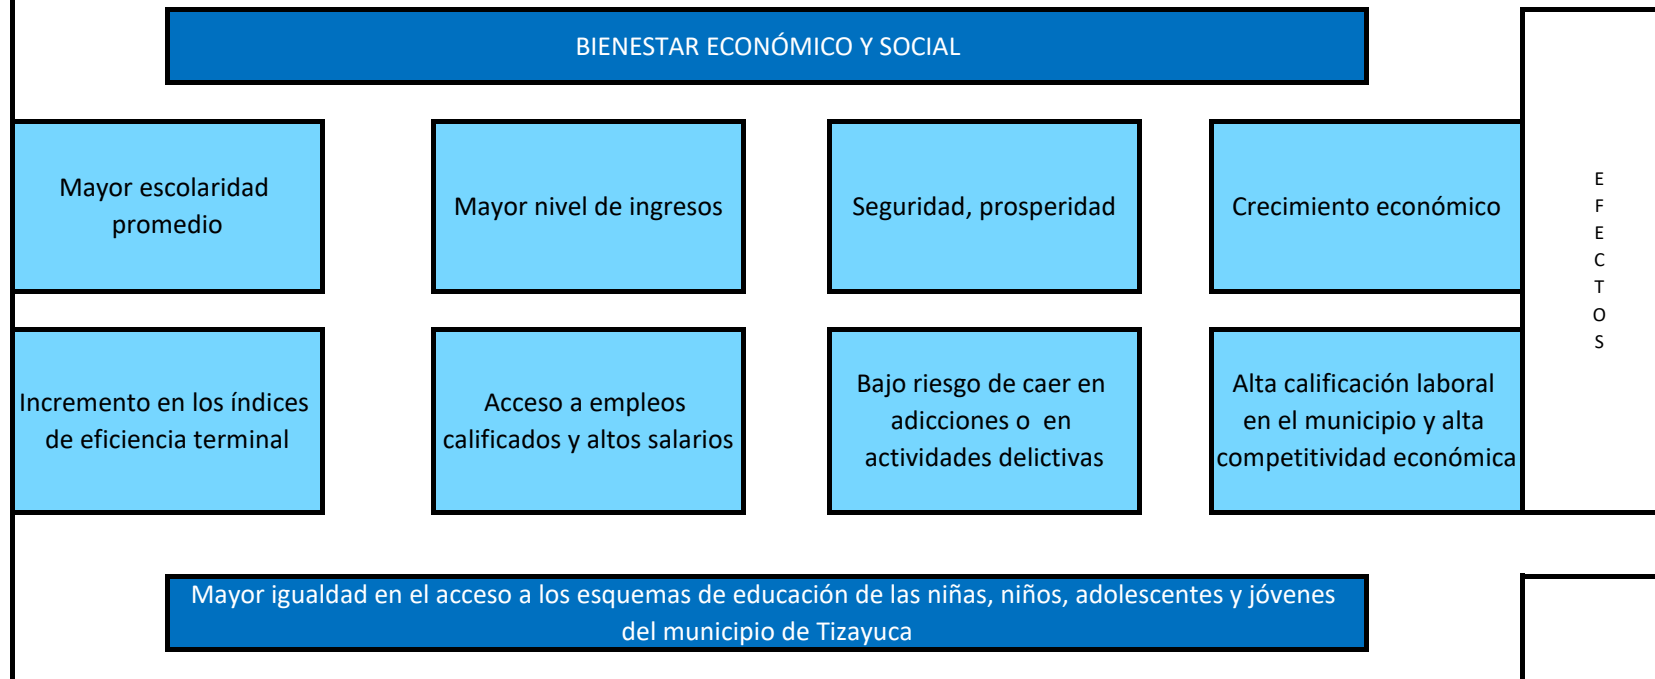 BIENESTAR ECONÓMICO Y SOCIAL
Mayor escolaridad
promedio
Mayor nivel de ingresos
Seguridad, prosperidad
Crecimiento económico
Incremento en los índices
de eficiencia terminal
Acceso a empleos
calificados y altos salarios
Bajo riesgo de caer en
adicciones o en
actividades delictivas
Alta calificación laboral
en el municipio y alta
competitividad económica
E
F
E
C
T
O
S
Mayor igualdad en el acceso a los esquemas de educación de las niñas, niños, adolescentes y jóvenes
del municipio de Tizayuca